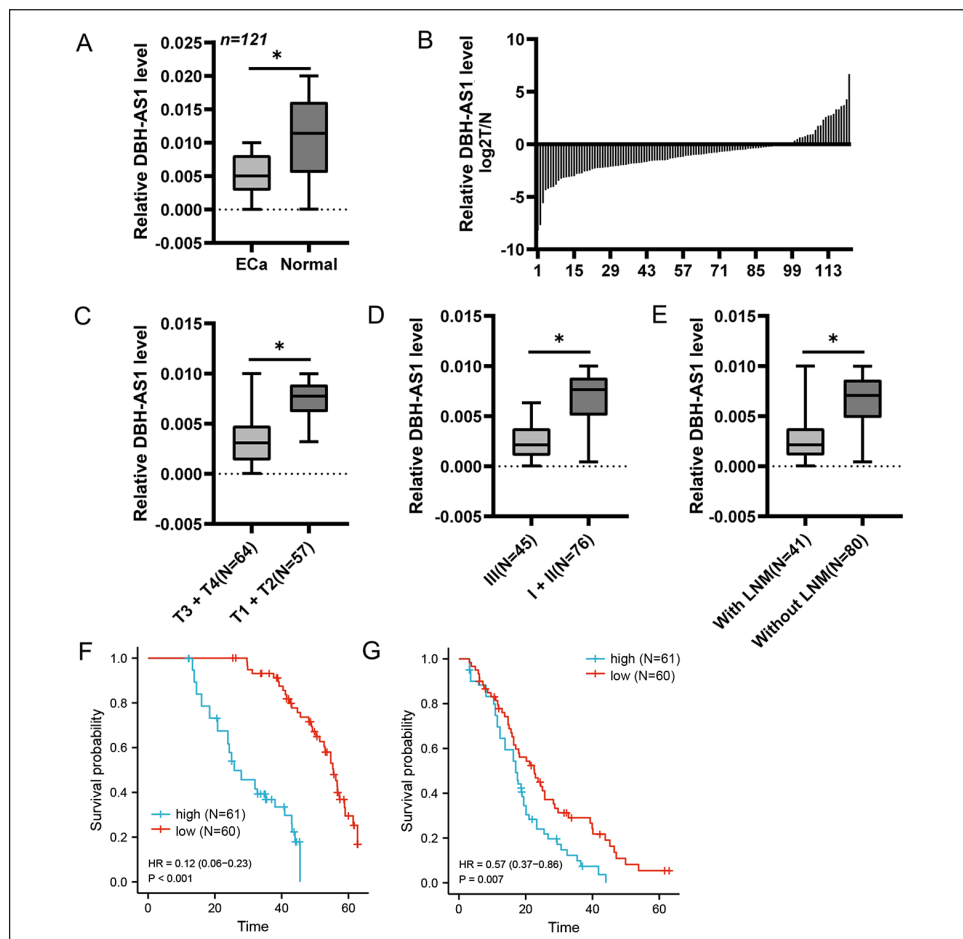 A
n=121
*
Relative DBH-AS1 level
0.025
0.020
0.015
0.010
0.005
0.000
-0.005
ECa Normal
B
Relative DBH-AS1 level
log2T/N
10
5
0
-5
-10
1 15 29 43 57 71 85 99 113
C
*
Relative DBH-AS1 level
0.015
0.010
0.005
0.000
-0.005
T3 + T4(N=64)
T1 + T2(N=57)
D
*
Relative DBH-AS1 level
0.015
0.010
0.005
0.000
-0.005
III(N=45)
I + II(N=76)
E
*
Relative DBH-AS1 level
0.015
0.010
0.005
0.000
-0.005
With LNM(N=41)
Without LNM(N=80)
F
Survival probability
1.0
0.8
0.6
0.4
0.2
0.0
high (N=61)
low (N=60)
HR = 0.12 (0.06−0.23)
P < 0.001
0 20 40 60
Time
G
Survival probability
1.0
0.8
0.6
0.4
0.2
0.0
high (N=61)
low (N=60)
HR = 0.57 (0.37−0.86)
P = 0.007
0 20 40 60
Time